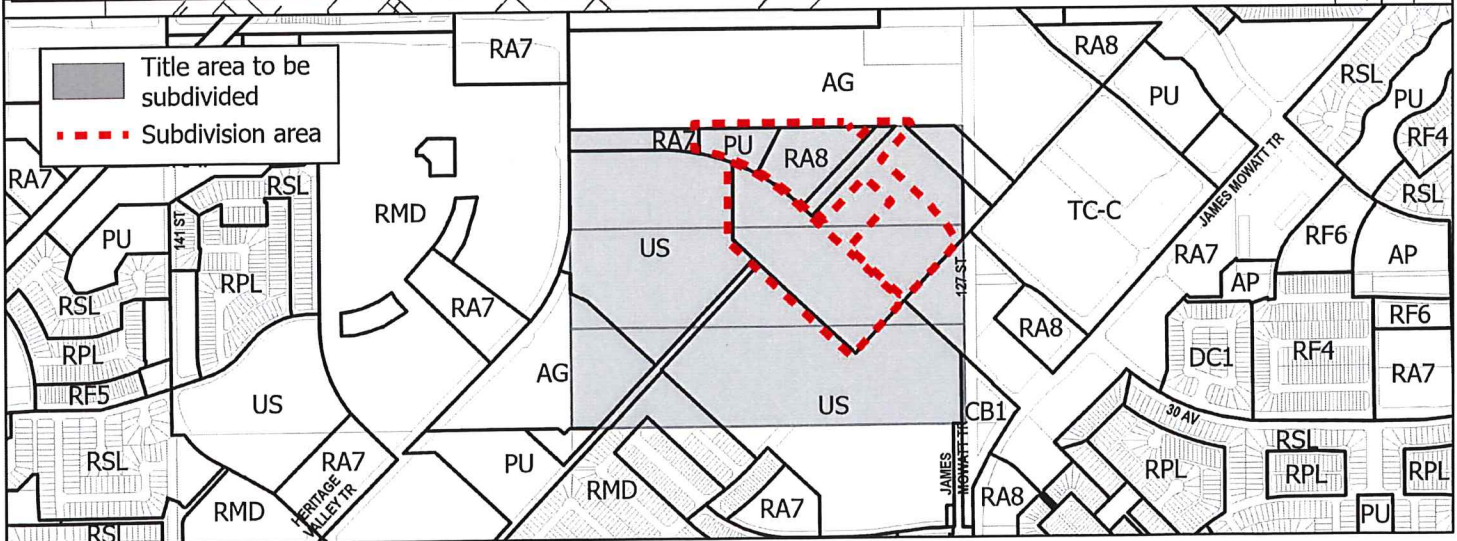 Title area to be
subdivided
Subdivision area
RA7
AG
RA8
PU
RSL
PU
RF4
RSL
RA7
PU
RA8
RA7
RSL
RMD
141 ST
PU
RPL
RSL
US
TC-C
JAMES MOWATT TR
RA7
RF6
AP
AP
127 ST
RA7
RA8
RF6
RPL
AG
DC1
RF4
RA7
RF5
US
US
CB1
30 AV
RSL
RSL
RA7
PU
RMD
JAMES
MOWATT TR
RPL
RPL
RPL
HERITAGE
VALLEY TR
RMD
RA7
RA8
PU
RSL